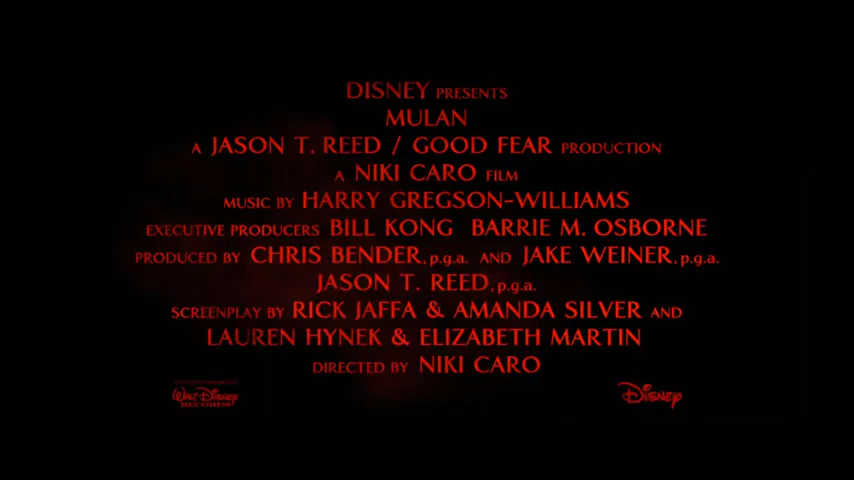 DISNEY PRESENTS
MULAN
A JASON T. REED / GOOD FEAR PRODUCTION
A NIKI CARO FILM
MUSIC BY HARRY GREGSON-WILLIAMS
EXECUTIVE PRODUCERS BILL KONG BARRIE M. OSBORNE
PRODUCED BY CHRIS BENDER, p.g.a. AND JAKE WEINER, p.g.a.
JASON T. REED, p.g.a.
SCREENPLAY BY RICK JAFFA & AMANDA SILVER AND
LAUREN HYNEK & ELIZABETH MARTIN
DIRECTED BY NIKI CARO
WALT DISNEY
DISNEY